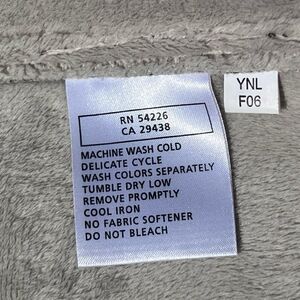 RN 54226
CA 29438
MACHINE WASH COLD
DELICATE CYCLE
WASH COLORS SEPARATELY
TUMBLE DRY LOW
REMOVE PROMPTLY
COOL IRON
NO FABRIC SOFTENER
DO NOT BLEACH
YNL
F06